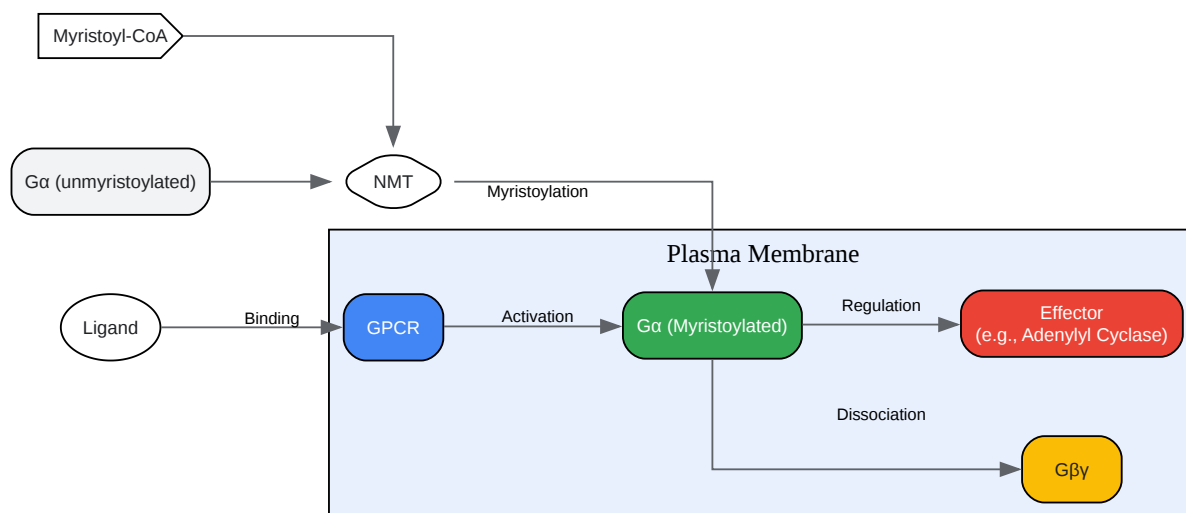 Myristoyl-CoA
Gα (unmyristoylated)
NMT
Myristoylation
Plasma Membrane
Ligand
Binding
GPCR
Activation
Gα (Myristoylated)
Regulation
Effector
(e.g., Adenylyl Cyclase)
Dissociation
Gβγ